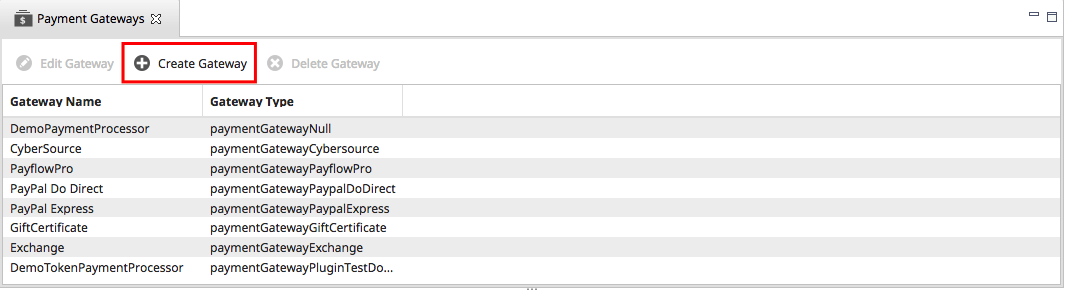 Payment Gateways
Edit Gateway Create Gateway Delete Gateway
Gateway Name Gateway Type
DemoPaymentProcessor paymentGatewayNull
CyberSource paymentGatewayCybersource
PayflowPro paymentGatewayPayflowPro
PayPal Do Direct paymentGatewayPaypalDoDirect
PayPal Express paymentGatewayPaypalExpress
GiftCertificate paymentGatewayGiftCertificate
Exchange paymentGatewayExchange
DemoTokenPaymentProcessor paymentGatewayPluginTestDo...